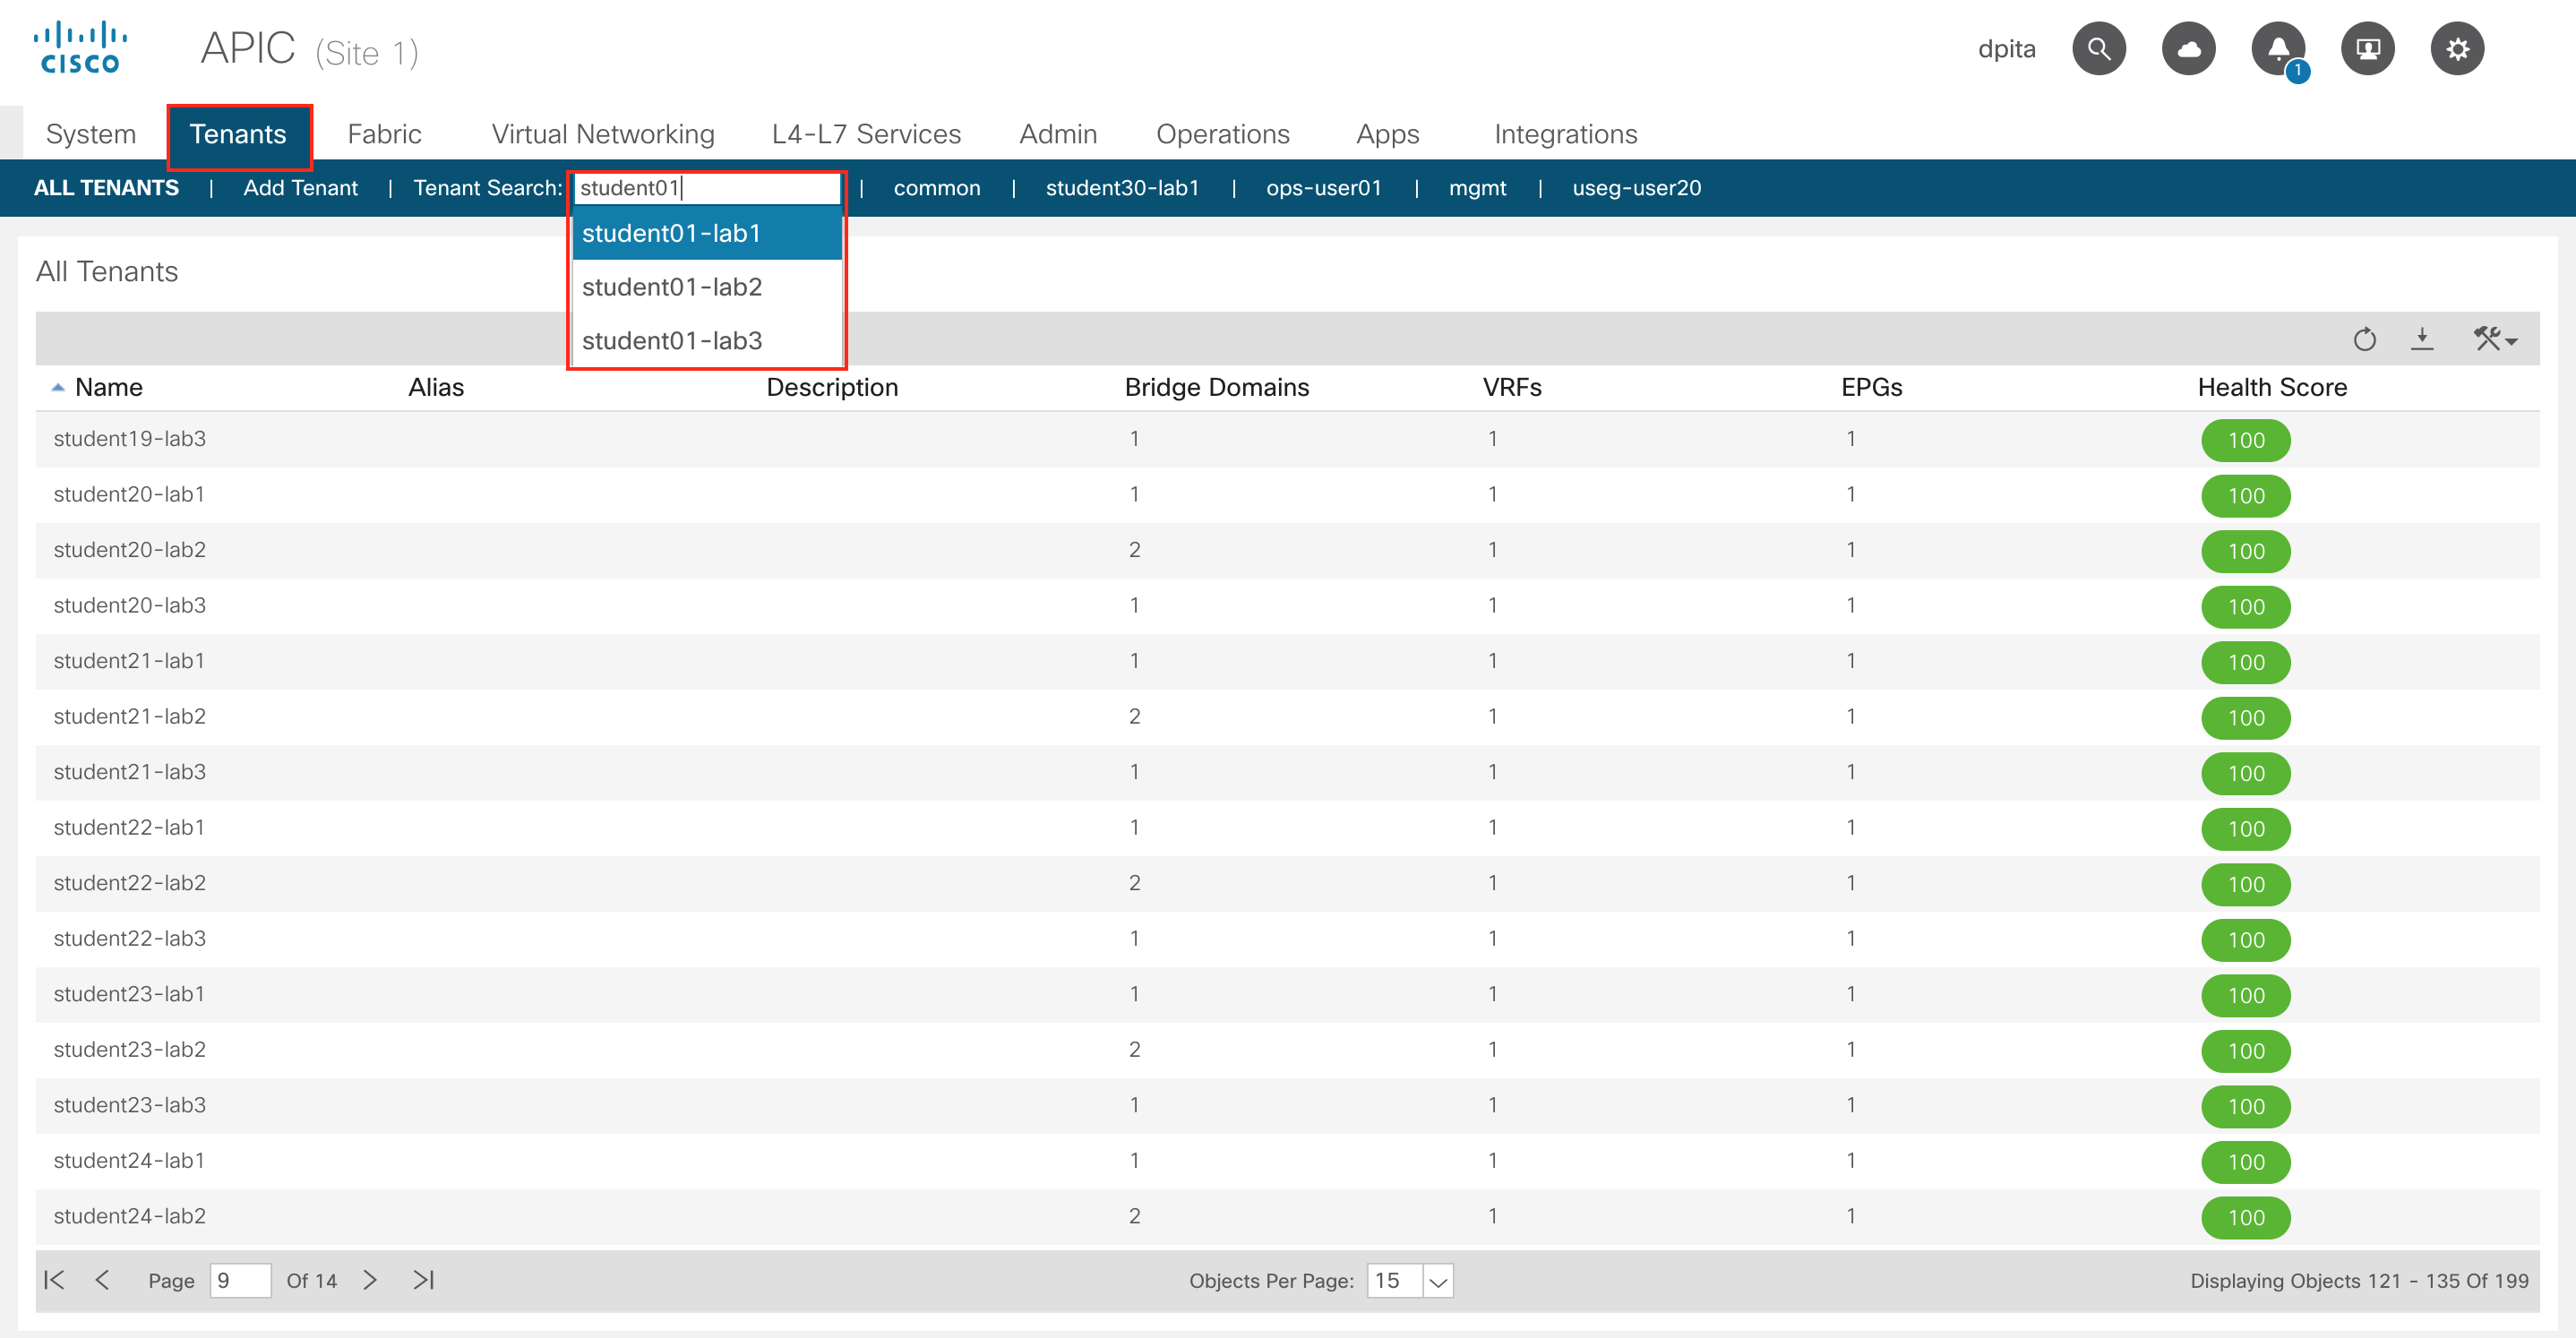 CISCO APIC (Site 1) dpita
1
System Tenants Fabric Virtual Networking L4-L7 Services Admin Operations Apps Integrations
ALL TENANTS | Add Tenant | Tenant Search: student01 | common | student30-lab1 | ops-user01 | mgmt | useg-user20
student01-lab1
student01-lab2
student01-lab3
All Tenants
Name Alias Description Bridge Domains VRFs EPGs Health Score
student19-lab3 1 1 1 100
student20-lab1 1 1 1 100
student20-lab2 2 1 1 100
student20-lab3 1 1 1 100
student21-lab1 1 1 1 100
student21-lab2 2 1 1 100
student21-lab3 1 1 1 100
student22-lab1 1 1 1 100
student22-lab2 2 1 1 100
student22-lab3 1 1 1 100
student23-lab1 1 1 1 100
student23-lab2 2 1 1 100
student23-lab3 1 1 1 100
student24-lab1 1 1 1 100
student24-lab2 2 1 1 100
Page 9 Of 14 Objects Per Page: 15 Displaying Objects 121 - 135 Of 199